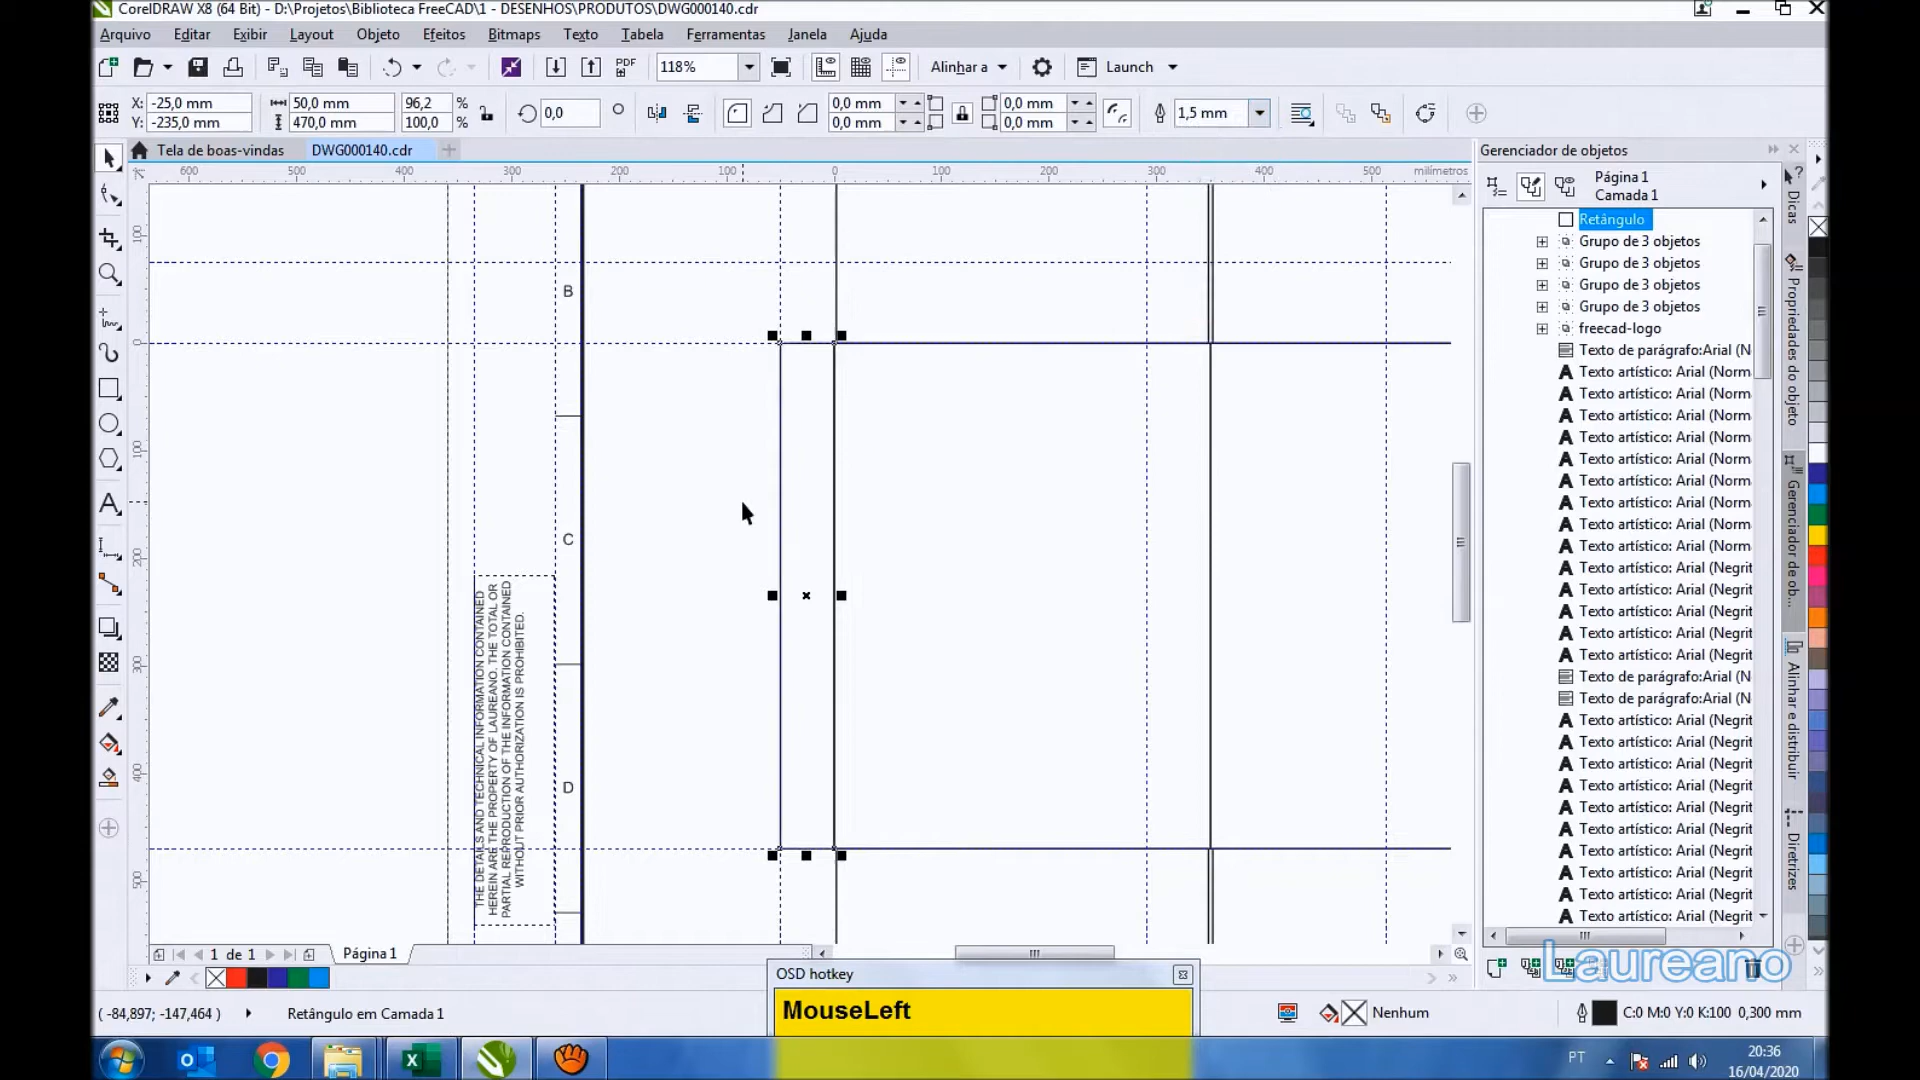 CorelDRAW X8 (64 Bit) - D:\Projetos\Biblioteca FreeCAD\1 - DESENHOS\PRODUTOS\DWG000140.cdr
Arquivo Editar Exibir Layout Objeto Efeitos Bitmaps Texto Tabela Ferramentas Janela Ajuda
PDF 118% Alinhar a Launch
X: -25,0 mm 50,0 mm 96,2 % 0,0 0,0 mm 0,0 mm 1,5 mm
Y: -235,0 mm 470,0 mm 100,0 % 0,0 mm 0,0 mm
Tela de boas-vindas DWG000140.cdr
600 500 400 300 200 100 0 100 200 300 400 500 milímetros
100
0
100
200
300
400
500
B
C
D
THE DETAILS AND TECHNICAL INFORMATION CONTAINED
HEREIN ARE THE PROPERTY OF LAUREANO. THE TOTAL OR
PARTIAL REPRODUCTION OF THE INFORMATION CONTAINED
WITHOUT PRIOR AUTHORIZATION IS PROHIBITED.
Gerenciador de objetos
Página 1
Camada 1
Retângulo
Grupo de 3 objetos
Grupo de 3 objetos
Grupo de 3 objetos
Grupo de 3 objetos
freecad-logo
Texto de parágrafo:Arial (N
Texto artístico: Arial (Norm
Texto artístico: Arial (Norm
Texto artístico: Arial (Norm
Texto artístico: Arial (Norm
Texto artístico: Arial (Norm
Texto artístico: Arial (Norm
Texto artístico: Arial (Norm
Texto artístico: Arial (Norm
Texto artístico: Arial (Norm
Texto artístico: Arial (Negrit
Texto artístico: Arial (Negrit
Texto artístico: Arial (Negrit
Texto artístico: Arial (Negrit
Texto artístico: Arial (Negrit
Texto de parágrafo:Arial (N
Texto de parágrafo:Arial (N
Texto artístico: Arial (Negrit
Texto artístico: Arial (Negrit
Texto artístico: Arial (Negrit
Texto artístico: Arial (Negrit
Texto artístico: Arial (Negrit
Texto artístico: Arial (Negrit
Texto artístico: Arial (Negrit
Texto artístico: Arial (Negrit
Texto artístico: Arial (Negrit
Texto artístico: Arial (Negrit
Dicas
Propriedades do objeto
Gerenciador de ob...
Alinhar e distribuir
Diretrizes
Laureano
1 de 1 Página 1
OSD hotkey
MouseLeft
( -84,897; -147,464 ) Retângulo em Camada 1
Nenhum C:0 M:0 Y:0 K:100 0,300 mm
PT 20:36
16/04/2020